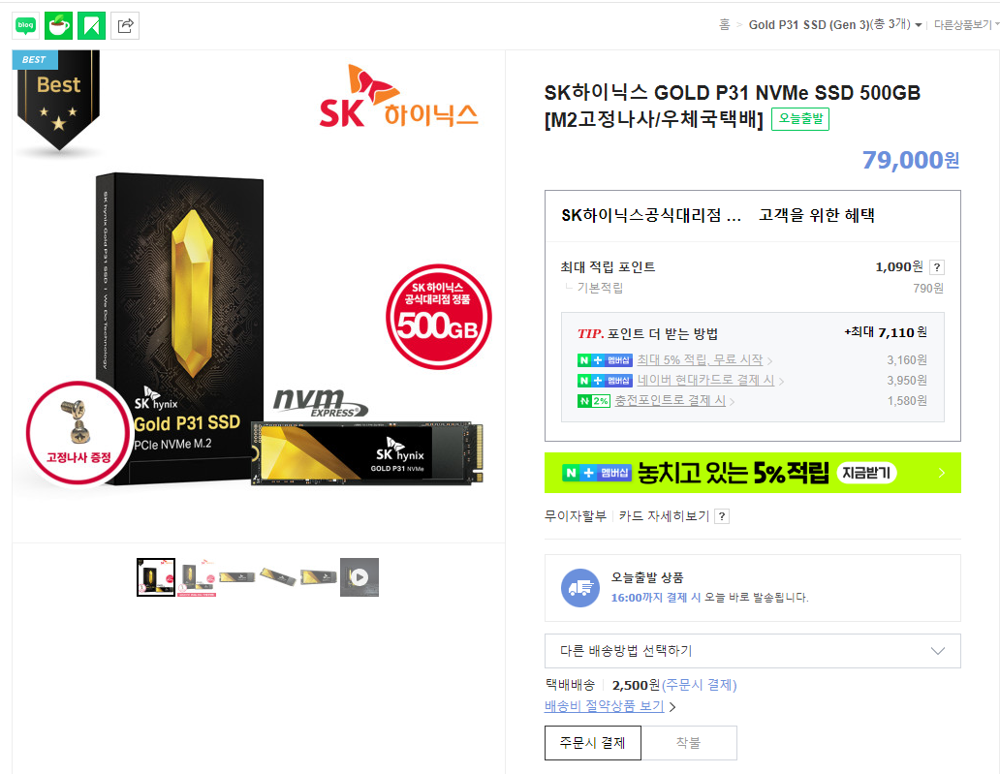 blog
홈 > Gold P31 SSD (Gen 3)(총 3개) 다른상품보기
BEST
Best
SK하이닉스
SK hynix Gold P31 SSD | We Do Technology
SK 하이닉스
공식대리점 정품
500GB
SK hynix
Gold P31 SSD
PCIe NVMe M.2
고정나사 증정
nvm
EXPRESS
SK hynix
GOLD P31 NVMe
SK하이닉스 GOLD P31 NVMe SSD 500GB
[M2고정나사/우체국택배] 오늘출발
79,000원
SK하이닉스공식대리점 ... 고객을 위한 혜택
최대 적립 포인트 1,090원 ?
기본적립 790원
TIP. 포인트 더 받는 방법 +최대 7,110 원
N + 멤버십 최대 5% 적립, 무료 시작 3,160원
N + 멤버십 네이버 현대카드로 결제 시 3,950원
N 2% 충전포인트로 결제 시 1,580원
N + 멤버십 놓치고 있는 5% 적립 지금받기
무이자할부 카드 자세히보기 ?
오늘출발 상품
16:00까지 결제 시 오늘 바로 발송됩니다.
다른 배송방법 선택하기
택배배송 2,500원(주문시 결제)
배송비 절약상품 보기
주문시 결제 착불